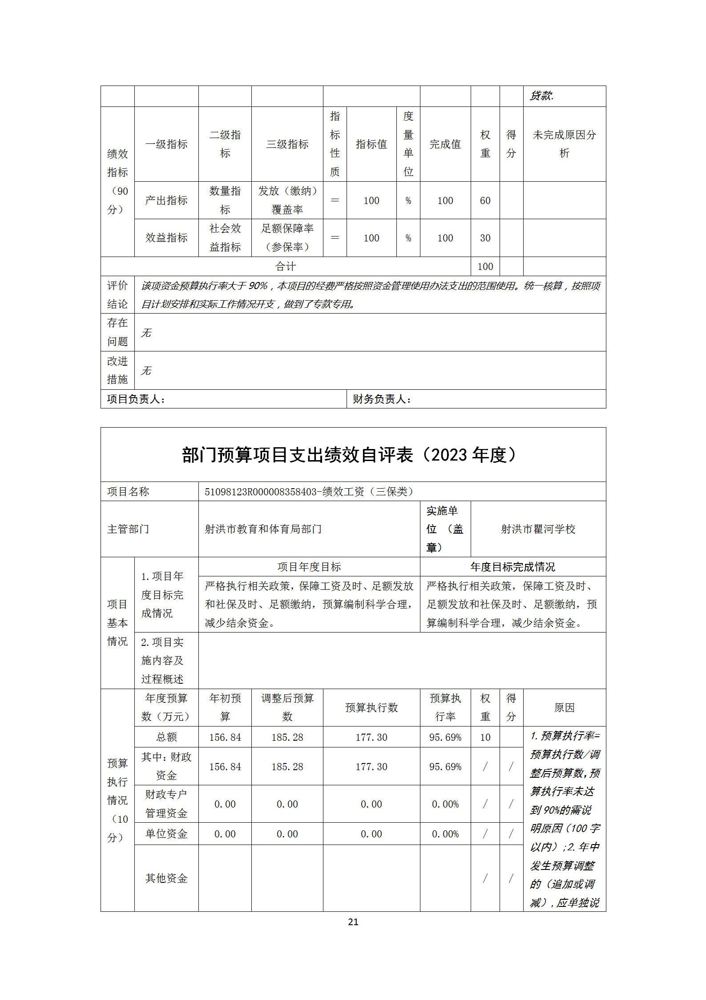 贷款.
绩效指标（90分） 一级指标 二级指标 三级指标 指标性质 指标值 度量单位 完成值 权重 得分 未完成原因分析
产出指标 数量指标 发放（缴纳）覆盖率 ＝ 100 % 100 60
效益指标 社会效益指标 足额保障率（参保率） ＝ 100 % 100 30
合计 100
评价结论 该项资金预算执行率大于90%，本项目的经费严格按照资金管理使用办法支出的范围使用。统一核算，按照项
目计划安排和实际工作情况开支，做到了专款专用。
存在问题 无
改进措施 无
项目负责人： 财务负责人：
部门预算项目支出绩效自评表（2023 年度）
项目名称 51098123R000008358403-绩效工资（三保类）
主管部门 射洪市教育和体育局部门 实施单位 （盖章） 射洪市瞿河学校
项目基本情况 1.项目年度目标完成情况 项目年度目标 年度目标完成情况
严格执行相关政策，保障工资及时、足额发放
和社保及时、足额缴纳，预算编制科学合理，
减少结余资金。
严格执行相关政策，保障工资及时、
足额发放和社保及时、足额缴纳，预
算编制科学合理，减少结余资金。
2.项目实施内容及过程概述
预算执行情况（10分） 年度预算数（万元） 年初预算 调整后预算数 预算执行数 预算执行率 权重 得分 原因
总额 156.84 185.28 177.30 95.69% 10
其中：财政资金 156.84 185.28 177.30 95.69% / /
财政专户管理资金 0.00 0.00 0.00 0.00% / /
单位资金 0.00 0.00 0.00 0.00% / /
其他资金 / /
1.预算执行率=
预算执行数/调
整后预算数,预
算执行率未达
到90%的需说
明原因（100字
以内）;2.年中
发生预算调整
的（追加或调
减）,应单独说
21